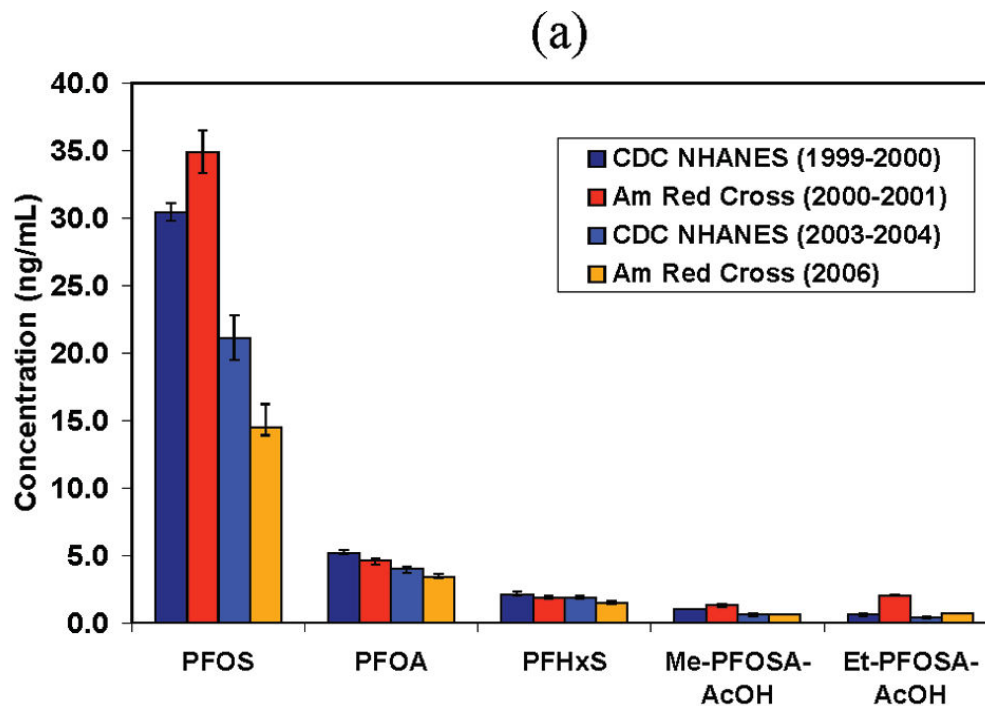 (a)
40.0
35.0
30.0
25.0
20.0
15.0
10.0
5.0
0.0
Concentration (ng/mL)
CDC NHANES (1999-2000)
Am Red Cross (2000-2001)
CDC NHANES (2003-2004)
Am Red Cross (2006)
PFOS
PFOA
PFHxS
Me-PFOSA-
AcOH
Et-PFOSA-
AcOH